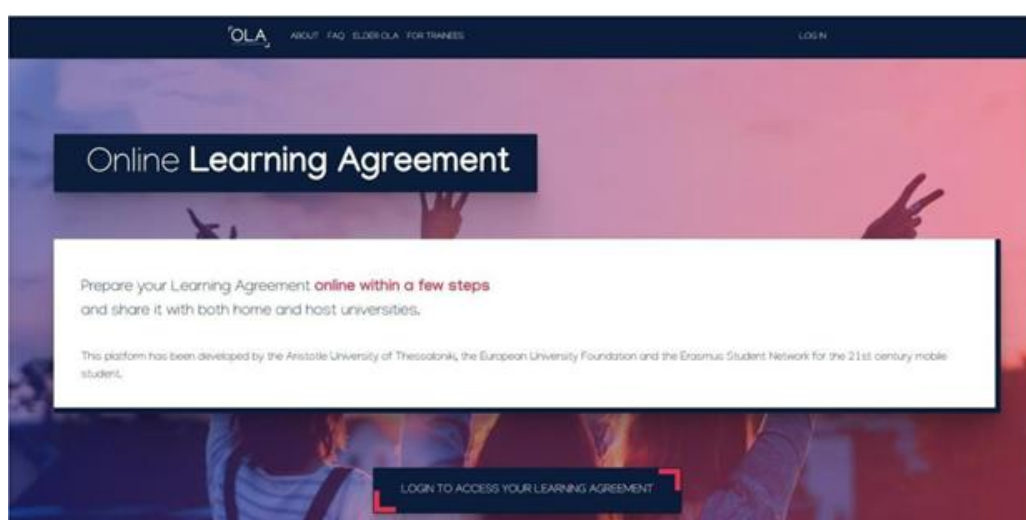 OLA ABOUT FAQ ELDER OLA FOR TRAINEES LOG IN
Online Learning Agreement
Prepare your Learning Agreement online within a few steps
and share it with both home and host universities.
This platform has been developed by the Aristotle University of Thessaloniki, the European University Foundation and the Erasmus Student Network for the 21st century mobile
student.
LOGIN TO ACCESS YOUR LEARNING AGREEMENT